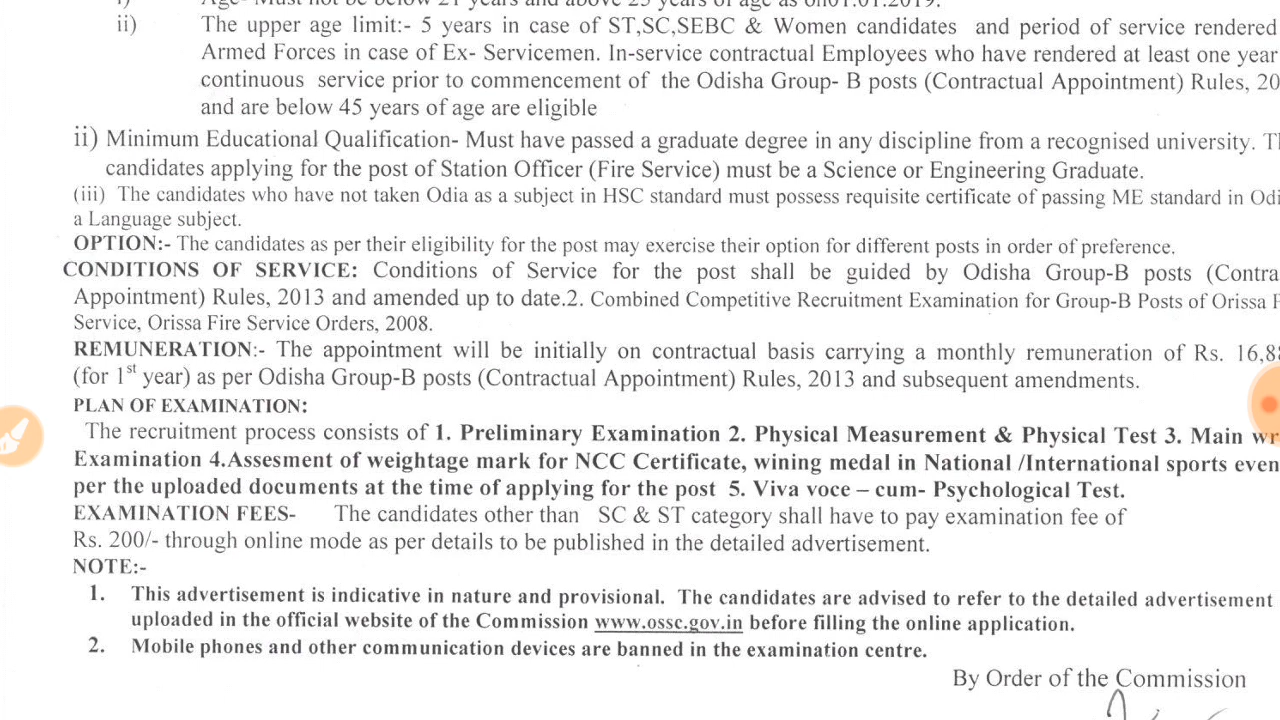 ii) The upper age limit:- 5 years in case of ST,SC,SEBC & Women candidates and period of service rendered
Armed Forces in case of Ex- Servicemen. In-service contractual Employees who have rendered at least one year
continuous service prior to commencement of the Odisha Group- B posts (Contractual Appointment) Rules, 20
and are below 45 years of age are eligible
ii) Minimum Educational Qualification- Must have passed a graduate degree in any discipline from a recognised university.
candidates applying for the post of Station Officer (Fire Service) must be a Science or Engineering Graduate.
(iii) The candidates who have not taken Odia as a subject in HSC standard must possess requisite certificate of passing ME standard in Odi
a Language subject.
OPTION:- The candidates as per their eligibility for the post may exercise their option for different posts in order of preference.
CONDITIONS OF SERVICE: Conditions of Service for the post shall be guided by Odisha Group-B posts (Contra
Appointment) Rules, 2013 and amended up to date.2. Combined Competitive Recruitment Examination for Group-B Posts of Orissa F
Service, Orissa Fire Service Orders, 2008.
REMUNERATION:- The appointment will be initially on contractual basis carrying a monthly remuneration of Rs. 16,88
(for 1st year) as per Odisha Group-B posts (Contractual Appointment) Rules, 2013 and subsequent amendments.
PLAN OF EXAMINATION:
The recruitment process consists of 1. Preliminary Examination 2. Physical Measurement & Physical Test 3. Main wr
Examination 4.Assesment of weightage mark for NCC Certificate, wining medal in National /International sports even
per the uploaded documents at the time of applying for the post 5. Viva voce – cum- Psychological Test.
EXAMINATION FEES- The candidates other than SC & ST category shall have to pay examination fee of
Rs. 200/- through online mode as per details to be published in the detailed advertisement.
NOTE:-
1. This advertisement is indicative in nature and provisional. The candidates are advised to refer to the detailed advertisement
uploaded in the official website of the Commission www.ossc.gov.in before filling the online application.
2. Mobile phones and other communication devices are banned in the examination centre.
By Order of the Commission